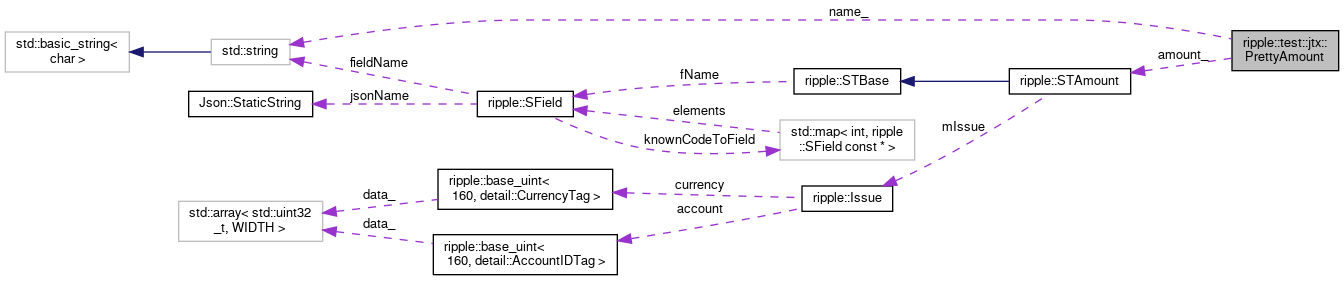 name_
std::basic_string<
char >
std::string
ripple::test::jtx::
PrettyAmount
fieldName
amount_
fName
ripple::STBase
ripple::STAmount
Json::StaticString
jsonName
ripple::SField
elements
knownCodeToField
std::map< int, ripple
::SField const * >
mIssue
ripple::base_uint<
160, detail::CurrencyTag >
currency
data_
ripple::Issue
std::array< std::uint32
_t, WIDTH >
account
data_
ripple::base_uint<
160, detail::AccountIDTag >